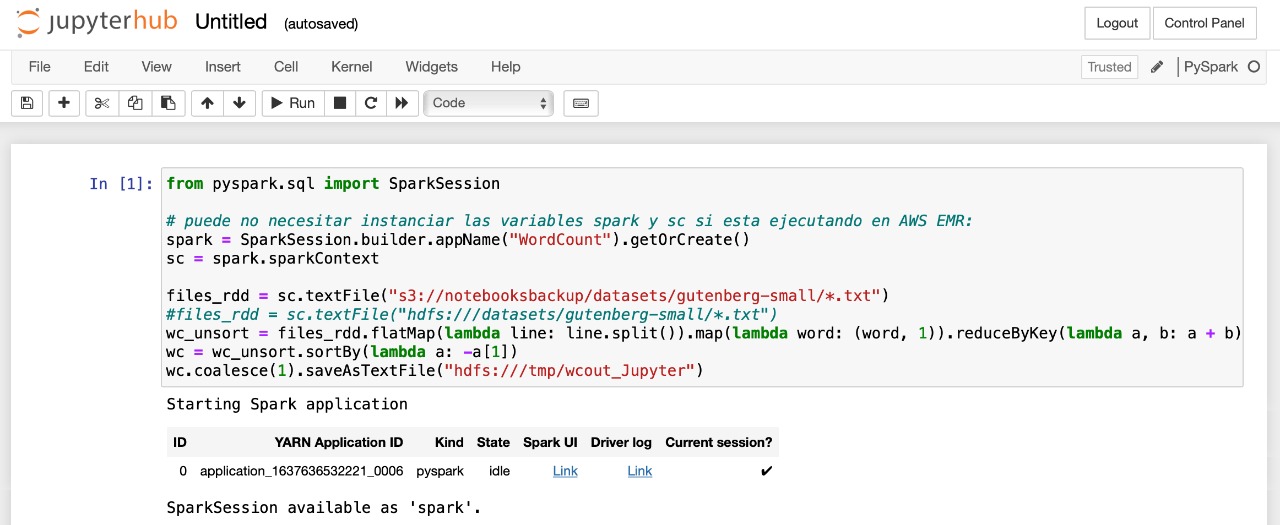 jupyterhub Untitled (autosaved) Logout Control Panel
File Edit View Insert Cell Kernel Widgets Help Trusted PySpark
Run Code
In [1]: from pyspark.sql import SparkSession
# puede no necesitar instanciar las variables spark y sc si esta ejecutando en AWS EMR:
spark = SparkSession.builder.appName("WordCount").getOrCreate()
sc = spark.sparkContext
files_rdd = sc.textFile("s3://notebooksbackup/datasets/gutenberg-small/*.txt")
#files_rdd = sc.textFile("hdfs:///datasets/gutenberg-small/*.txt")
wc_unsort = files_rdd.flatMap(lambda line: line.split()).map(lambda word: (word, 1)).reduceByKey(lambda a, b: a + b)
wc = wc_unsort.sortBy(lambda a: -a[1])
wc.coalesce(1).saveAsTextFile("hdfs:///tmp/wcout_Jupyter")
Starting Spark application
ID YARN Application ID Kind State Spark UI Driver log Current session?
0 application_1637636532221_0006 pyspark idle Link Link ✔
SparkSession available as 'spark'.